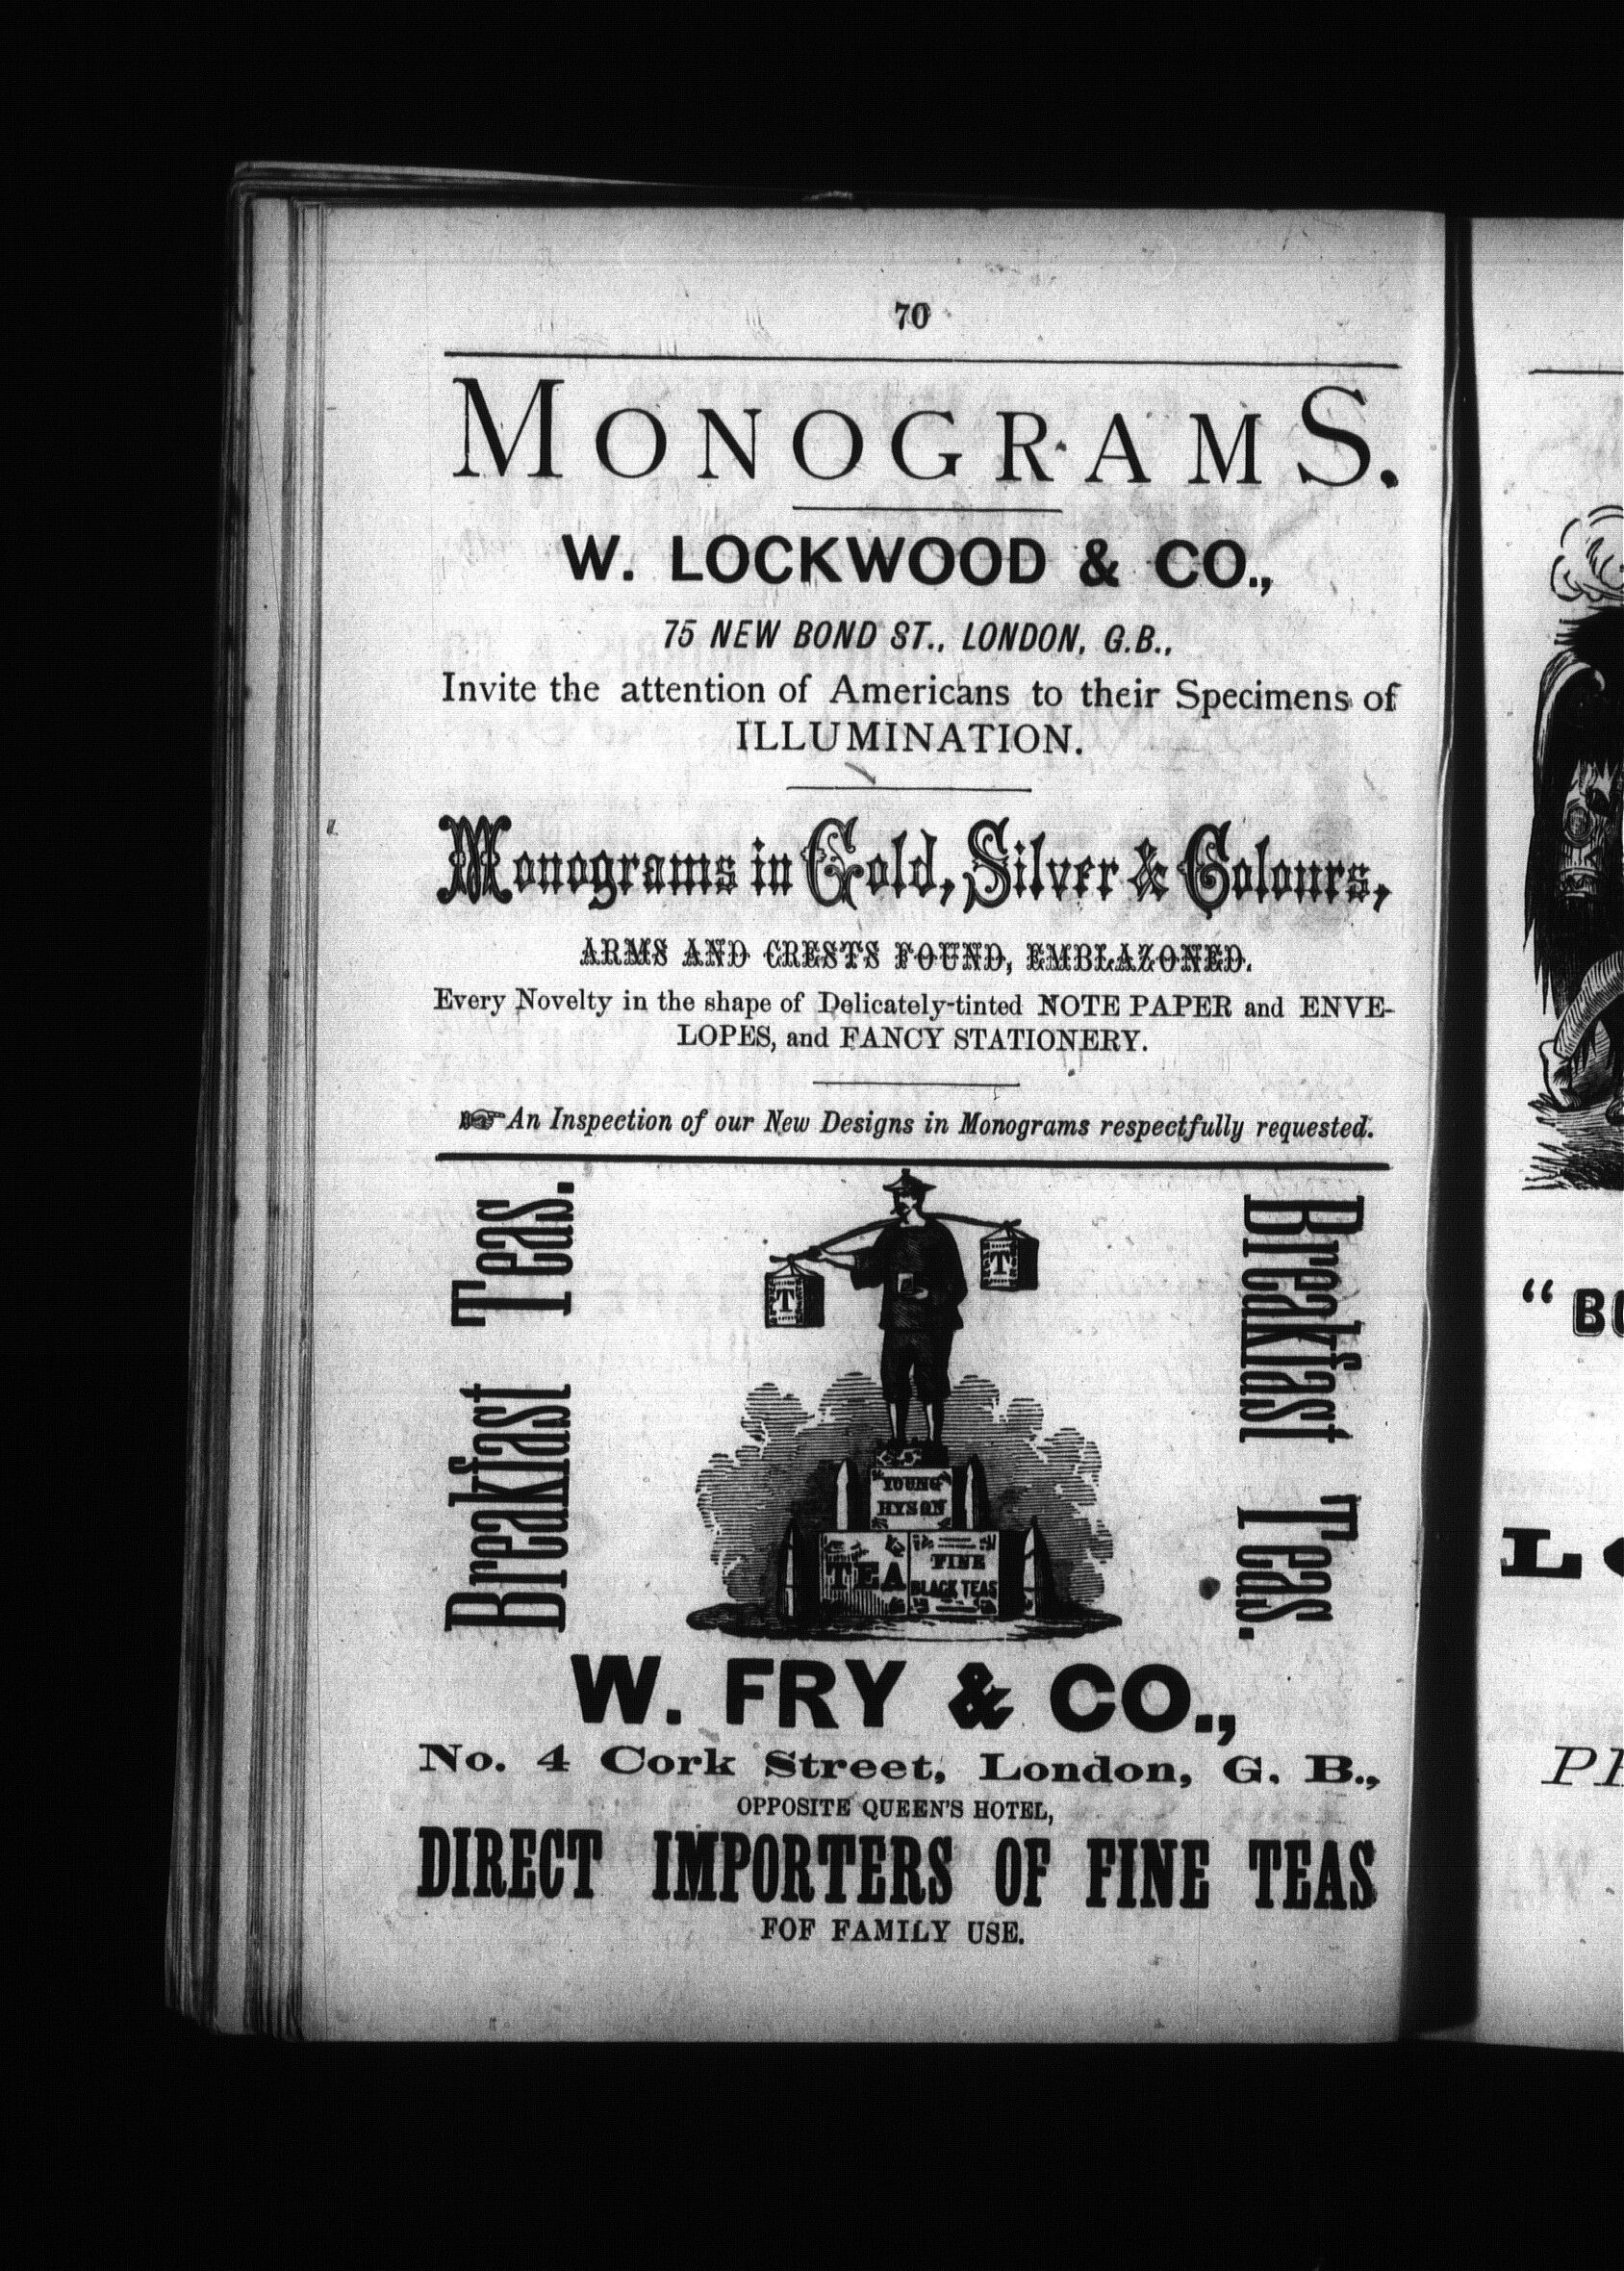 70
MONOGRAMS.
W. LOCKWOOD & CO.,
75 NEW BOND ST., LONDON, G.B.,
Invite the attention of Americans to their Specimens of
ILLUMINATION.
Monograms in Gold, Silver & Colours,
ARMS AND CRESTS FOUND, EMBLAZONED.
Every Novelty in the shape of Delicately-tinted NOTE PAPER and ENVE-
LOPES, and FANCY STATIONERY.
☞ An Inspection of our New Designs in Monograms respectfully requested.
Breakfast Teas.
T
T
YOUNG
HYSON
TEA
FINE
BLACK TEAS
Breakfast Teas.
W. FRY & CO.,
No. 4 Cork Street, London, G. B.,
OPPOSITE QUEEN'S HOTEL,
DIRECT IMPORTERS OF FINE TEAS
FOF FAMILY USE.